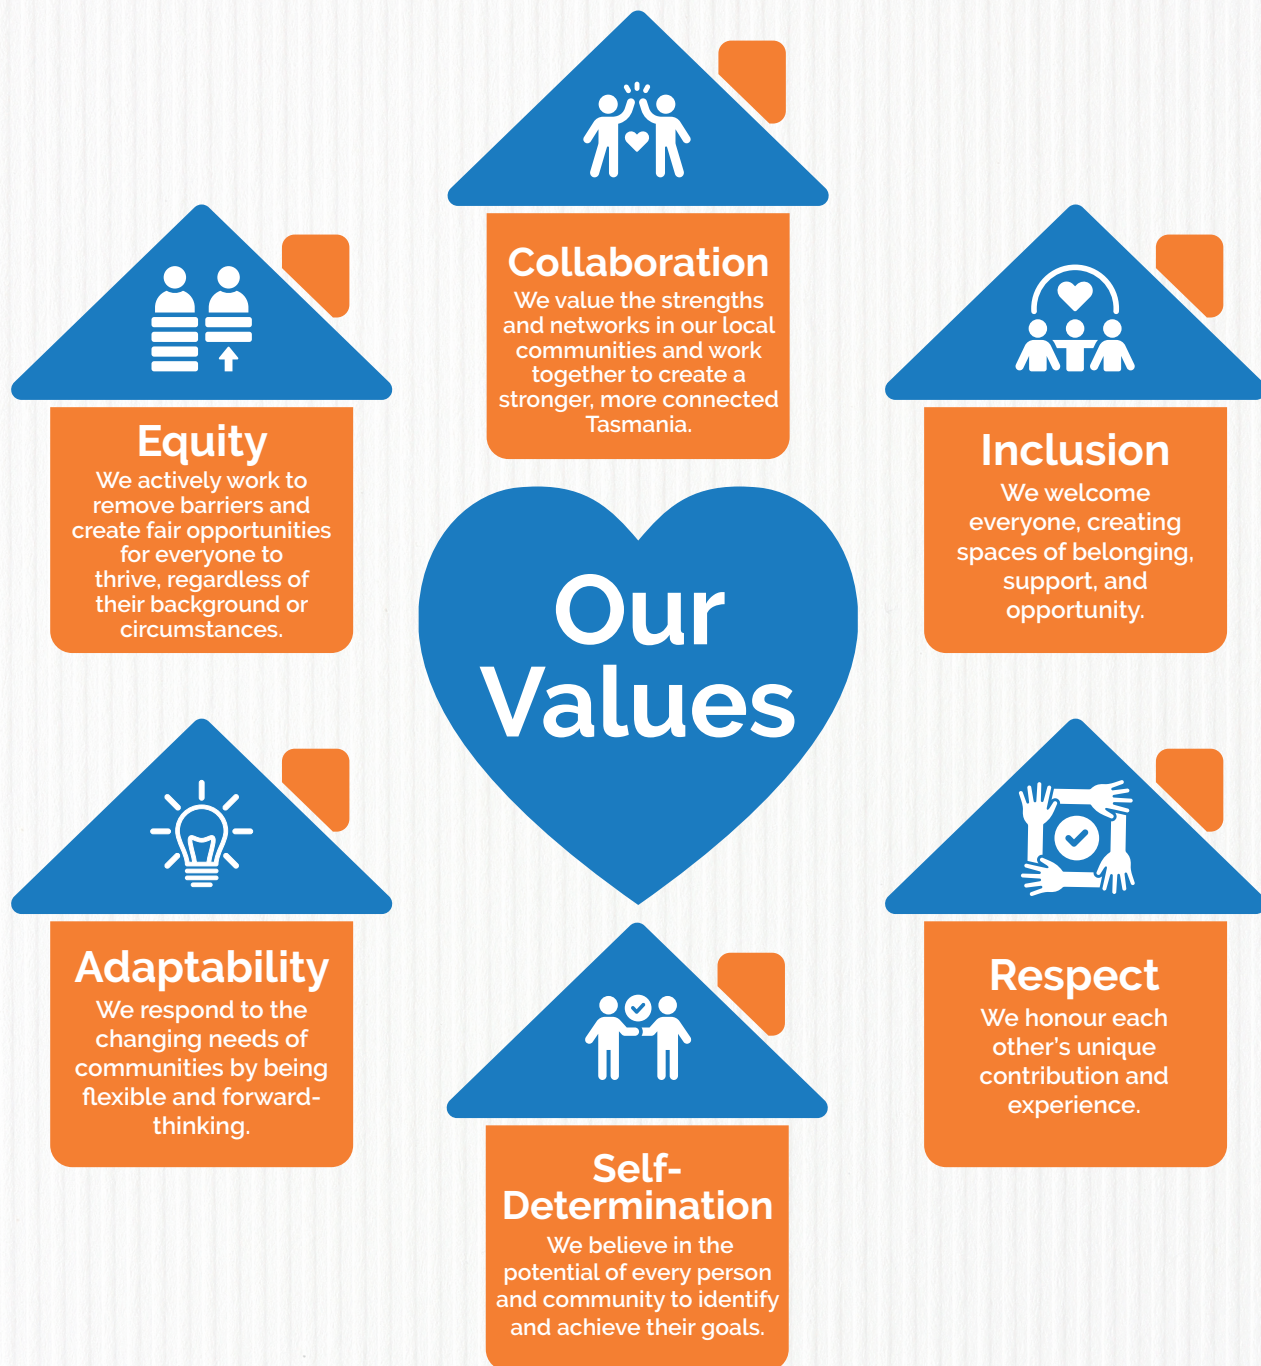 Collaboration
We value the strengths
and networks in our local
communities and work
together to create a
stronger, more connected
Tasmania.
Equity
We actively work to
remove barriers and
create fair opportunities
for everyone to
thrive, regardless of
their background or
circumstances.
Inclusion
We welcome
everyone, creating
spaces of belonging,
support, and
opportunity.
Our
Values
Adaptability
We respond to the
changing needs of
communities by being
flexible and forward-
thinking.
Respect
We honour each
other's unique
contribution and
experience.
Self-
Determination
We believe in the
potential of every person
and community to identify
and achieve their goals.